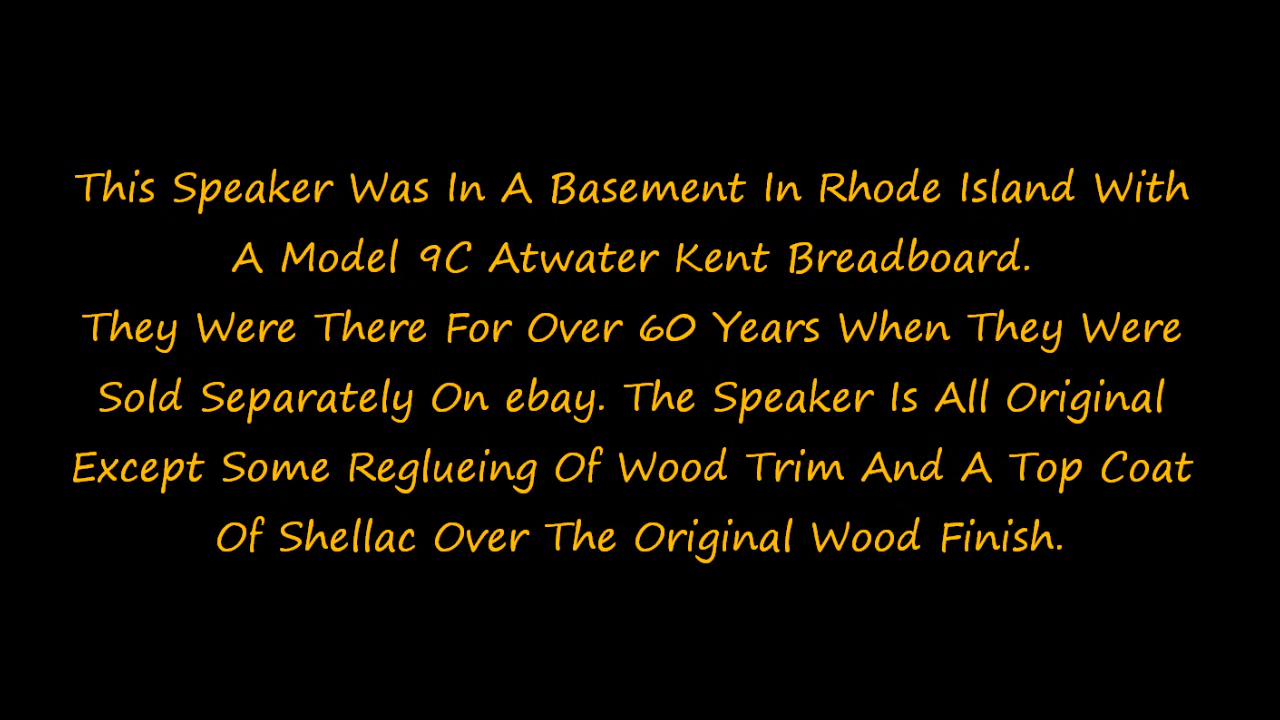 This Speaker Was In A Basement In Rhode Island With
A Model 9C Atwater Kent Breadboard.
They Were There For Over 60 Years When They Were
Sold Separately On ebay. The Speaker Is All Original
Except Some Reglueing Of Wood Trim And A Top Coat
Of Shellac Over The Original Wood Finish.